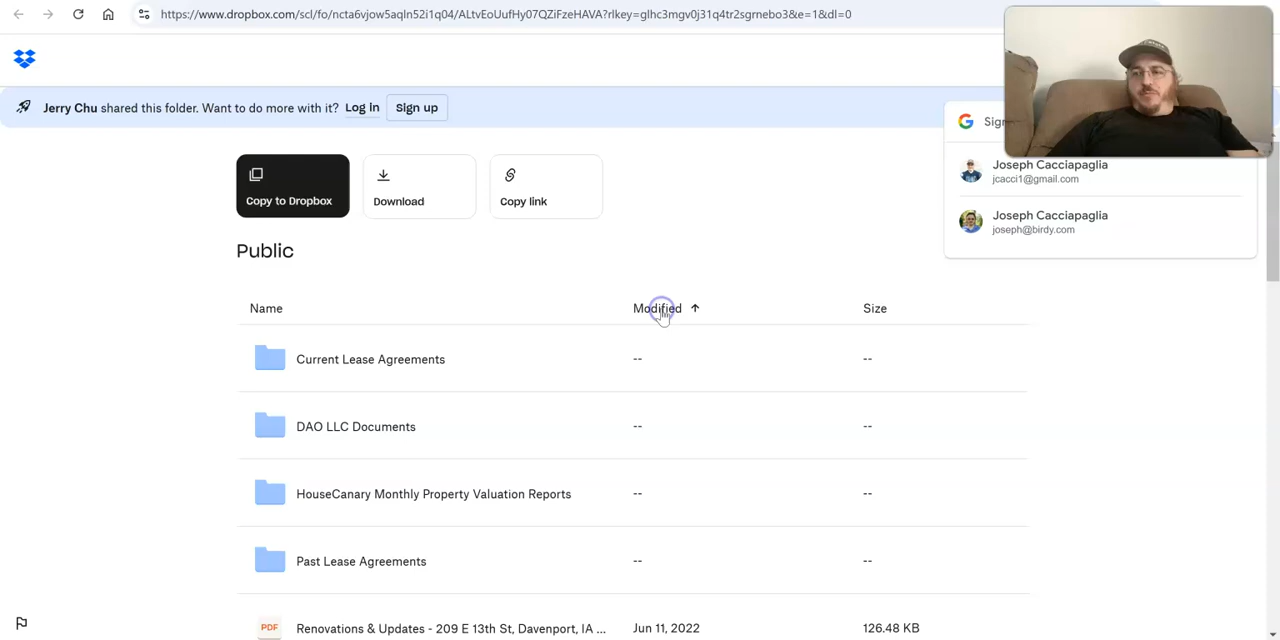 https://www.dropbox.com/scl/fo/ncta6vjow5aqln52i1q04/ALtvEoUufHy07QZiFzeHAVA?rlkey=glhc3mgv0j31q4tr2sgrnebo3&e=1&dl=0
Jerry Chu shared this folder. Want to do more with it? Log in Sign up
Sign
Joseph Cacciapaglia
jcacci1@gmail.com
Joseph Cacciapaglia
joseph@birdy.com
Copy to Dropbox
Download
Copy link
Public
Name Modified Size
Current Lease Agreements -- --
DAO LLC Documents -- --
HouseCanary Monthly Property Valuation Reports -- --
Past Lease Agreements -- --
PDF Renovations & Updates - 209 E 13th St, Davenport, IA ... Jun 11, 2022 126.48 KB